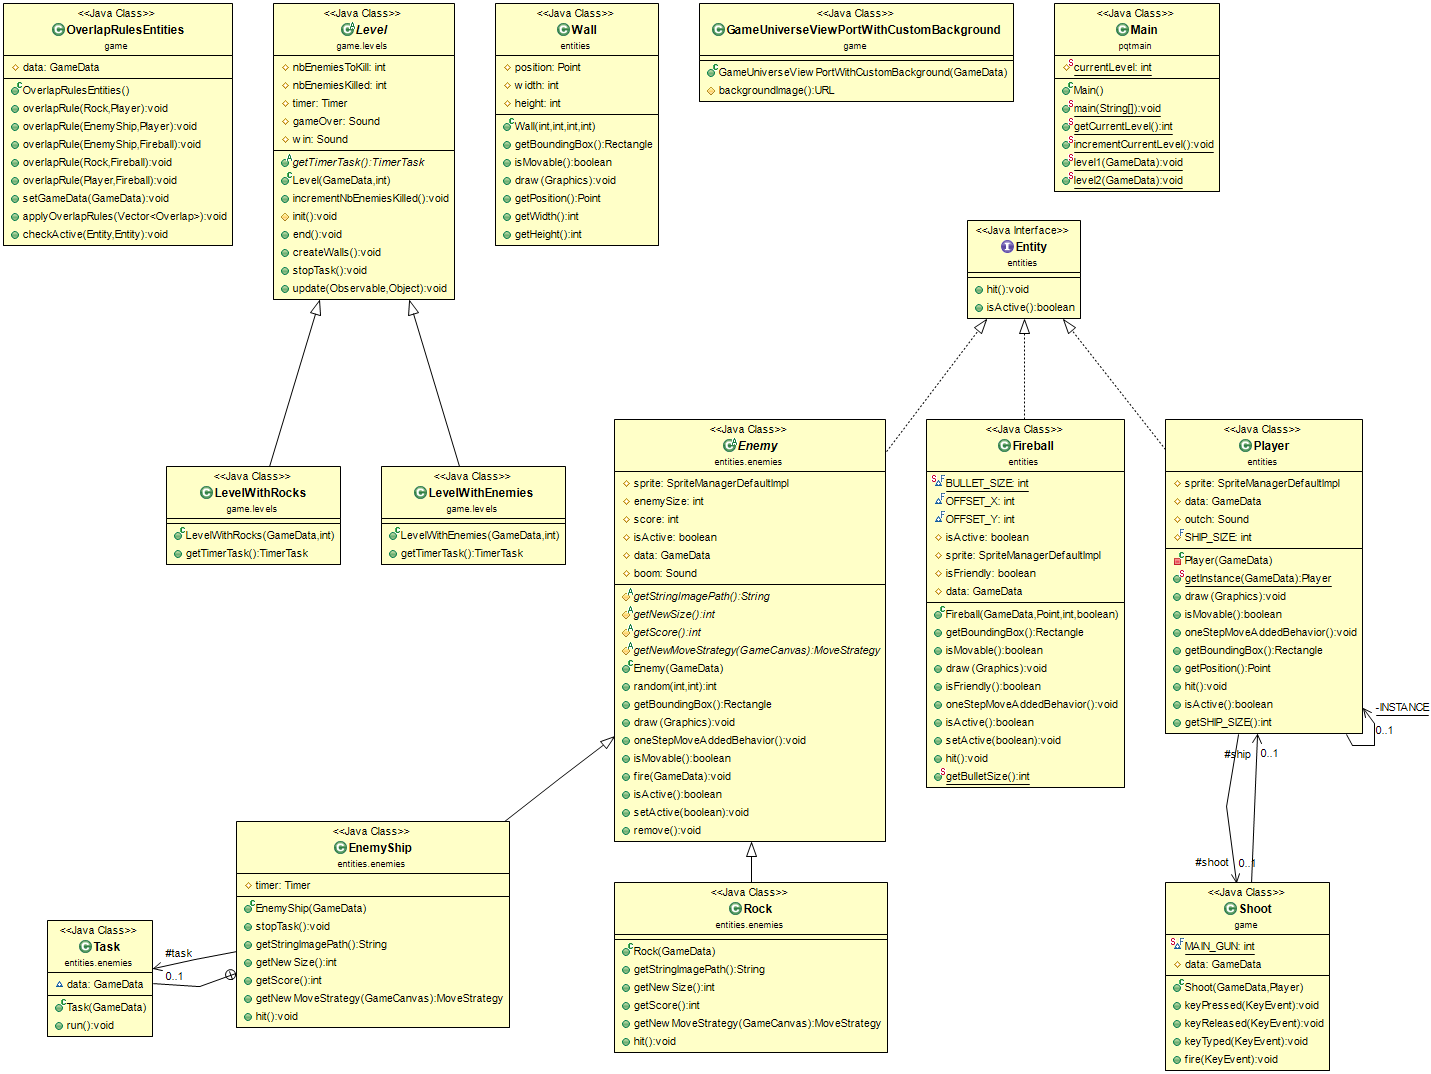 <<Java Class>>
OverlapRulesEntities
game
data: GameData
OverlapRulesEntities()
overlapRule(Rock,Player):void
overlapRule(EnemyShip,Player):void
overlapRule(EnemyShip,Fireball):void
overlapRule(Rock,Fireball):void
overlapRule(Player,Fireball):void
setGameData(GameData):void
applyOverlapRules(Vector<Overlap>):void
checkActive(Entity,Entity):void
<<Java Class>>
Level
game.levels
nbEnemiesToKill: int
nbEnemiesKilled: int
timer: Timer
gameOver: Sound
win: Sound
getTimerTask():TimerTask
Level(GameData,int)
incrementNbEnemiesKilled():void
init():void
end():void
createWalls():void
stopTask():void
update(Observable,Object):void
<<Java Class>>
Wall
entities
position: Point
width: int
height: int
Wall(int,int,int,int)
getBoundingBox():Rectangle
isMovable():boolean
draw(Graphics):void
getPosition():Point
getWidth():int
getHeight():int
<<Java Class>>
GameUniverseViewPortWithCustomBackground
game
GameUniverseViewPortWithCustomBackground(GameData)
backgroundImage():URL
<<Java Class>>
Main
pqtmain
currentLevel: int
Main()
main(String[]):void
getCurrentLevel():int
incrementCurrentLevel():void
level1(GameData):void
level2(GameData):void
<<Java Interface>>
Entity
entities
hit():void
isActive():boolean
<<Java Class>>
LevelWithRocks
game.levels
LevelWithRocks(GameData,int)
getTimerTask():TimerTask
<<Java Class>>
LevelWithEnemies
game.levels
LevelWithEnemies(GameData,int)
getTimerTask():TimerTask
<<Java Class>>
Enemy
entities.enemies
sprite: SpriteManagerDefaultImpl
enemySize: int
score: int
isActive: boolean
data: GameData
boom: Sound
getStringImagePath():String
getNewSize():int
getScore():int
getNewMoveStrategy(GameCanvas):MoveStrategy
Enemy(GameData)
random(int,int):int
getBoundingBox():Rectangle
draw(Graphics):void
oneStepMoveAddedBehavior():void
isMovable():boolean
fire(GameData):void
isActive():boolean
setActive(boolean):void
remove():void
<<Java Class>>
Fireball
entities
BULLET_SIZE: int
OFFSET_X: int
OFFSET_Y: int
isActive: boolean
sprite: SpriteManagerDefaultImpl
isFriendly: boolean
data: GameData
Fireball(GameData,Point,int,boolean)
getBoundingBox():Rectangle
isMovable():boolean
draw(Graphics):void
isFriendly():boolean
oneStepMoveAddedBehavior():void
isActive():boolean
setActive(boolean):void
hit():void
getBulletSize():int
<<Java Class>>
Player
entities
sprite: SpriteManagerDefaultImpl
data: GameData
outch: Sound
SHIP_SIZE: int
Player(GameData)
getInstance(GameData):Player
draw(Graphics):void
isMovable():boolean
oneStepMoveAddedBehavior():void
getBoundingBox():Rectangle
getPosition():Point
hit():void
isActive():boolean
getSHIP_SIZE():int
-INSTANCE
0..1
#ship
0..1
#shoot
0..1
<<Java Class>>
EnemyShip
entities.enemies
timer: Timer
EnemyShip(GameData)
stopTask():void
getStringImagePath():String
getNewSize():int
getScore():int
getNewMoveStrategy(GameCanvas):MoveStrategy
hit():void
#task
0..1
<<Java Class>>
Task
entities.enemies
data: GameData
Task(GameData)
run():void
<<Java Class>>
Rock
entities.enemies
Rock(GameData)
getStringImagePath():String
getNewSize():int
getScore():int
getNewMoveStrategy(GameCanvas):MoveStrategy
hit():void
<<Java Class>>
Shoot
game
MAIN_GUN: int
data: GameData
Shoot(GameData,Player)
keyPressed(KeyEvent):void
keyReleased(KeyEvent):void
keyTyped(KeyEvent):void
fire(KeyEvent):void